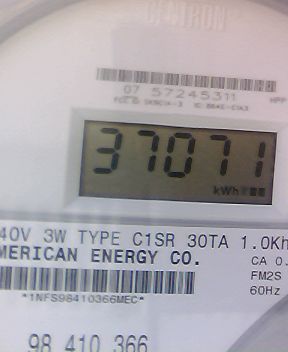 CENTRON
07 57245311
37071
kWh
40V 3W TYPE C1SR 30TA 1.0Kh
MERICAN ENERGY CO.
CA 0.
FM2S
60Hz
*1NFS98410366MEC*
98 410 366